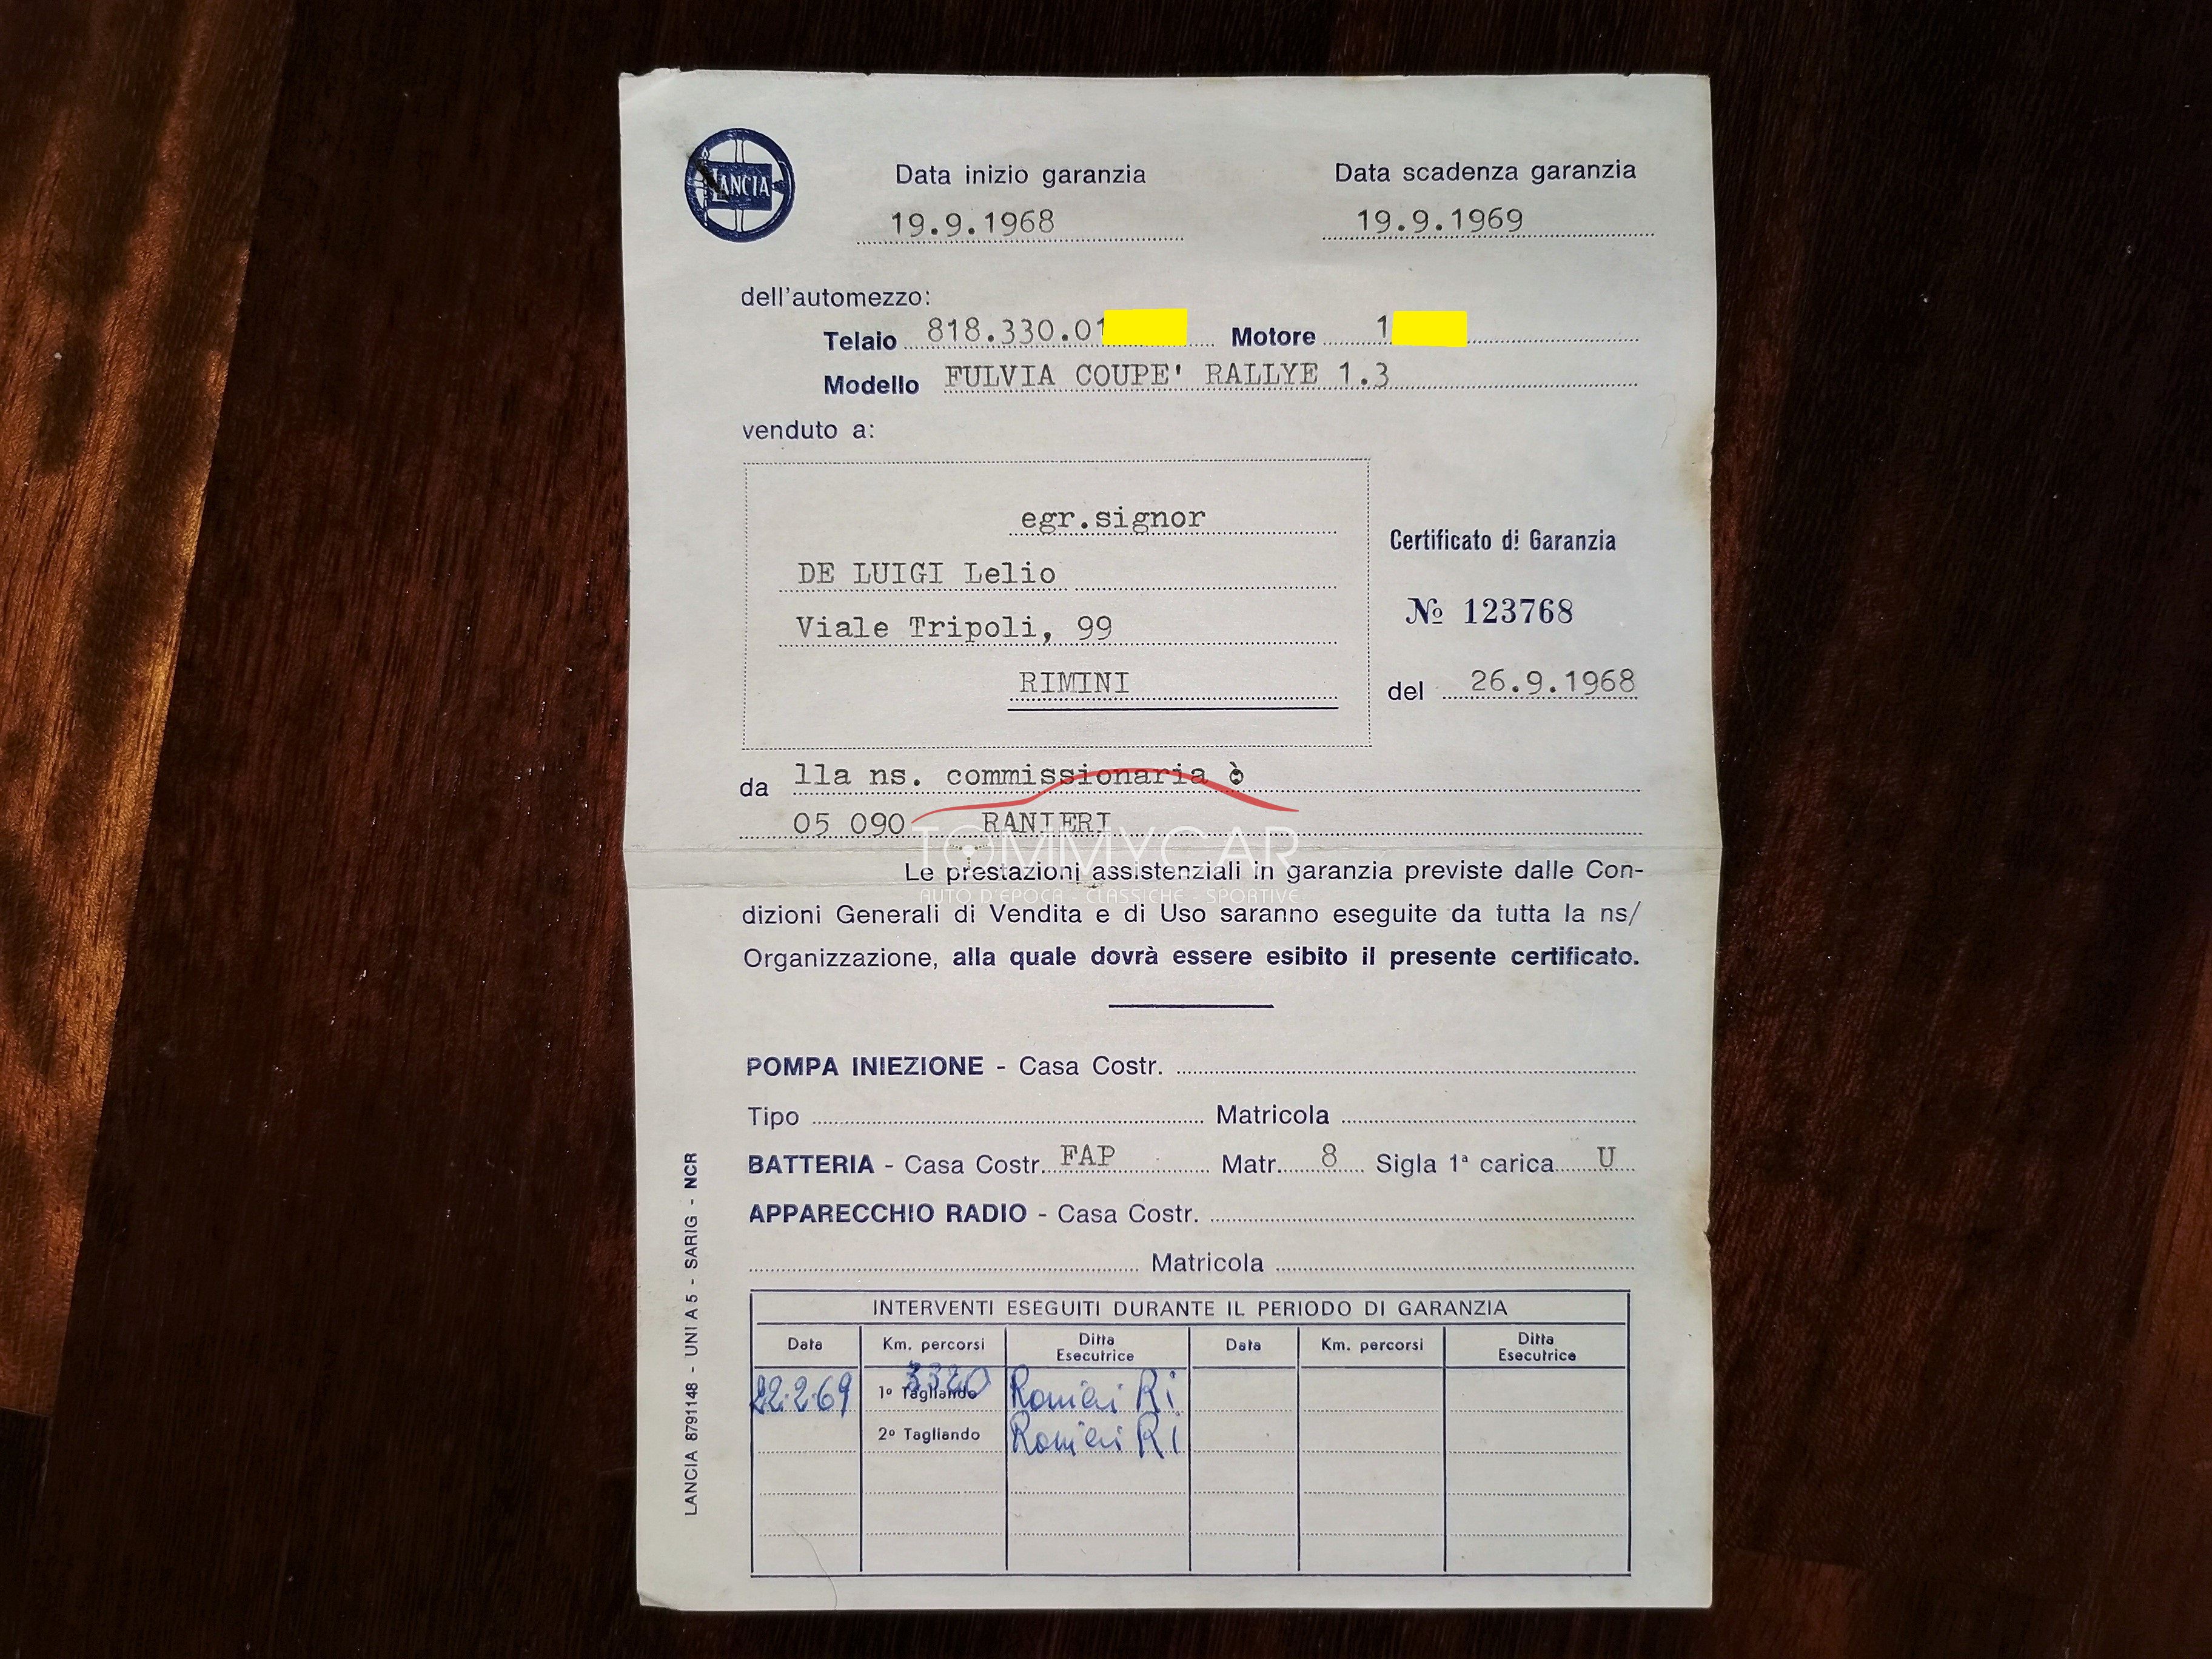 LANCIA
Data inizio garanzia Data scadenza garanzia
19.9.1968 19.9.1969
dell'automezzo:
Telaio 818.330.01 Motore 1
Modello FULVIA COUPE' RALLYE 1.3
venduto a:
egr.signor
DE LUIGI Lelio
Viale Tripoli, 99
RIMINI
Certificato di Garanzia
Nº 123768
del 26.9.1968
da lla ns. commissionaria è
05 090 RANIERI
TOMMYCAR
AUTO D'EPOCA - CLASSICHE - SPORTIVE
Le prestazioni assistenziali in garanzia previste dalle Con-
dizioni Generali di Vendita e di Uso saranno eseguite da tutta la ns/
Organizzazione, alla quale dovrà essere esibito il presente certificato.
POMPA INIEZIONE - Casa Costr.
Tipo Matricola
BATTERIA - Casa Costr. FAP Matr. 8 Sigla 1ª carica U
APPARECCHIO RADIO - Casa Costr.
Matricola
INTERVENTI ESEGUITI DURANTE IL PERIODO DI GARANZIA
Data Km. percorsi Ditta Esecutrice Data Km. percorsi Ditta Esecutrice
22.2.69 1º Tagliando 3320 Ranieri Ri
2º Tagliando Ranieri Ri
LANCIA 8791148 - UNI A 5 - SARIG - NCR